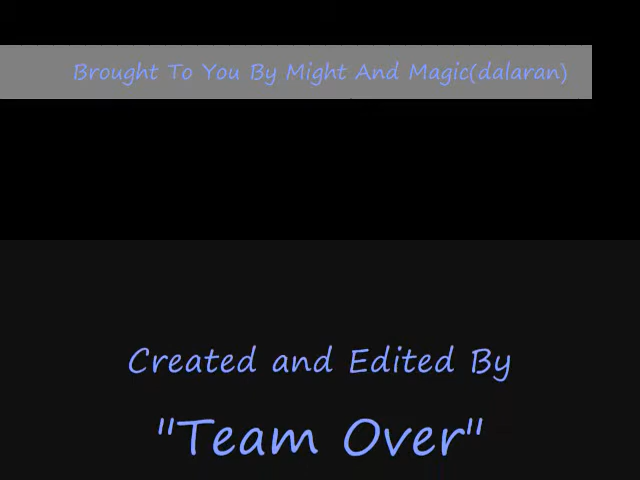 Brought To You By Might And Magic(dalaran)
Created and Edited By
"Team Over"